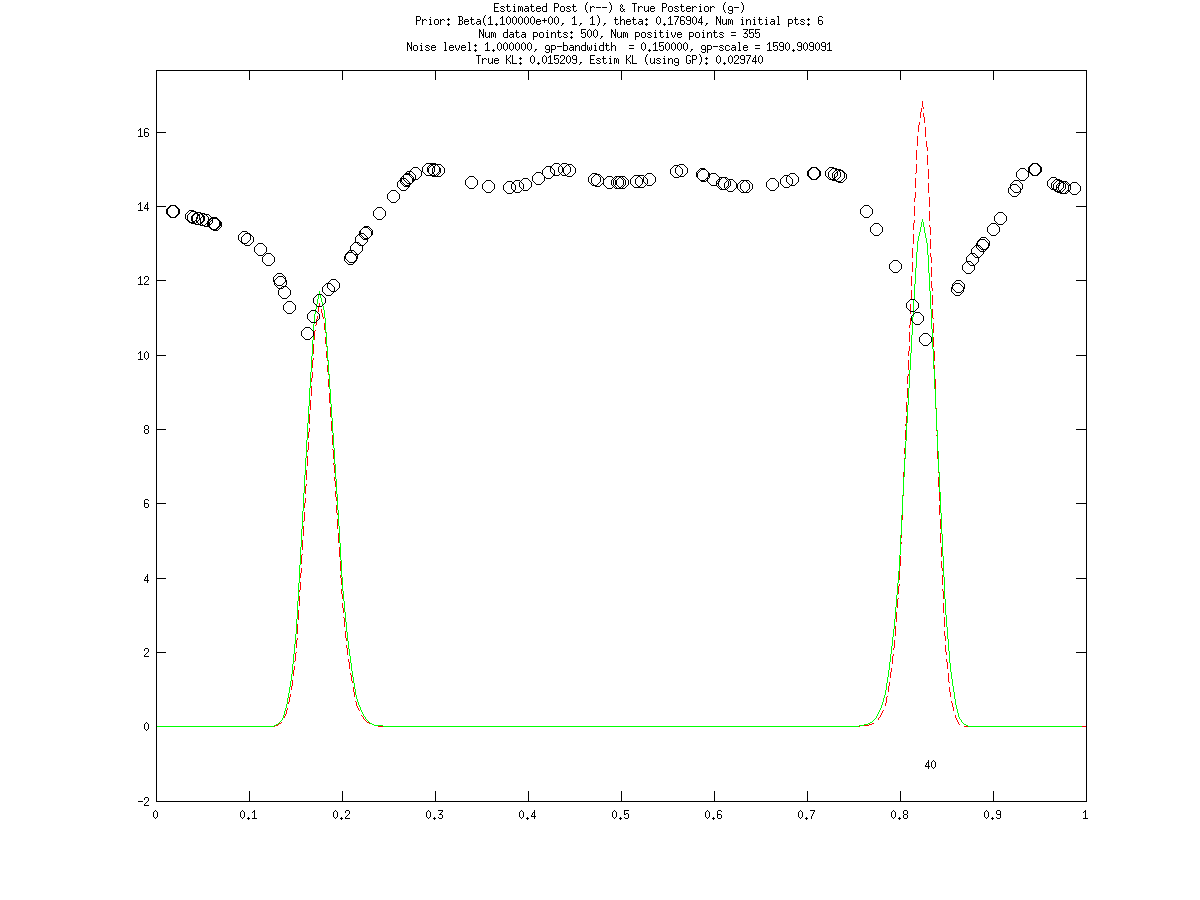 Estimated Post (r--) & True Posterior (g-)
Prior: Beta(1.100000e+00, 1, 1), theta: 0.176904, Num initial pts: 6
Num data points: 500, Num positive points = 355
Noise level: 1.000000, gp-bandwidth  = 0.150000, gp-scale = 1590.909091
True KL: 0.015209, Estim KL (using GP): 0.029740
16
14
12
10
8
6
4
2
0
-2
40
0 0.1 0.2 0.3 0.4 0.5 0.6 0.7 0.8 0.9 1